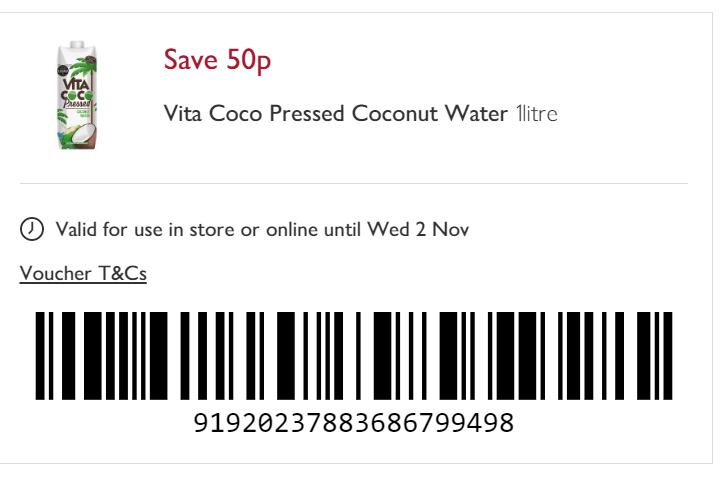 VITA
COCO
Pressed
Save 50p
Vita Coco Pressed Coconut Water 1litre
Valid for use in store or online until Wed 2 Nov
Voucher T&Cs
91920237883686799498